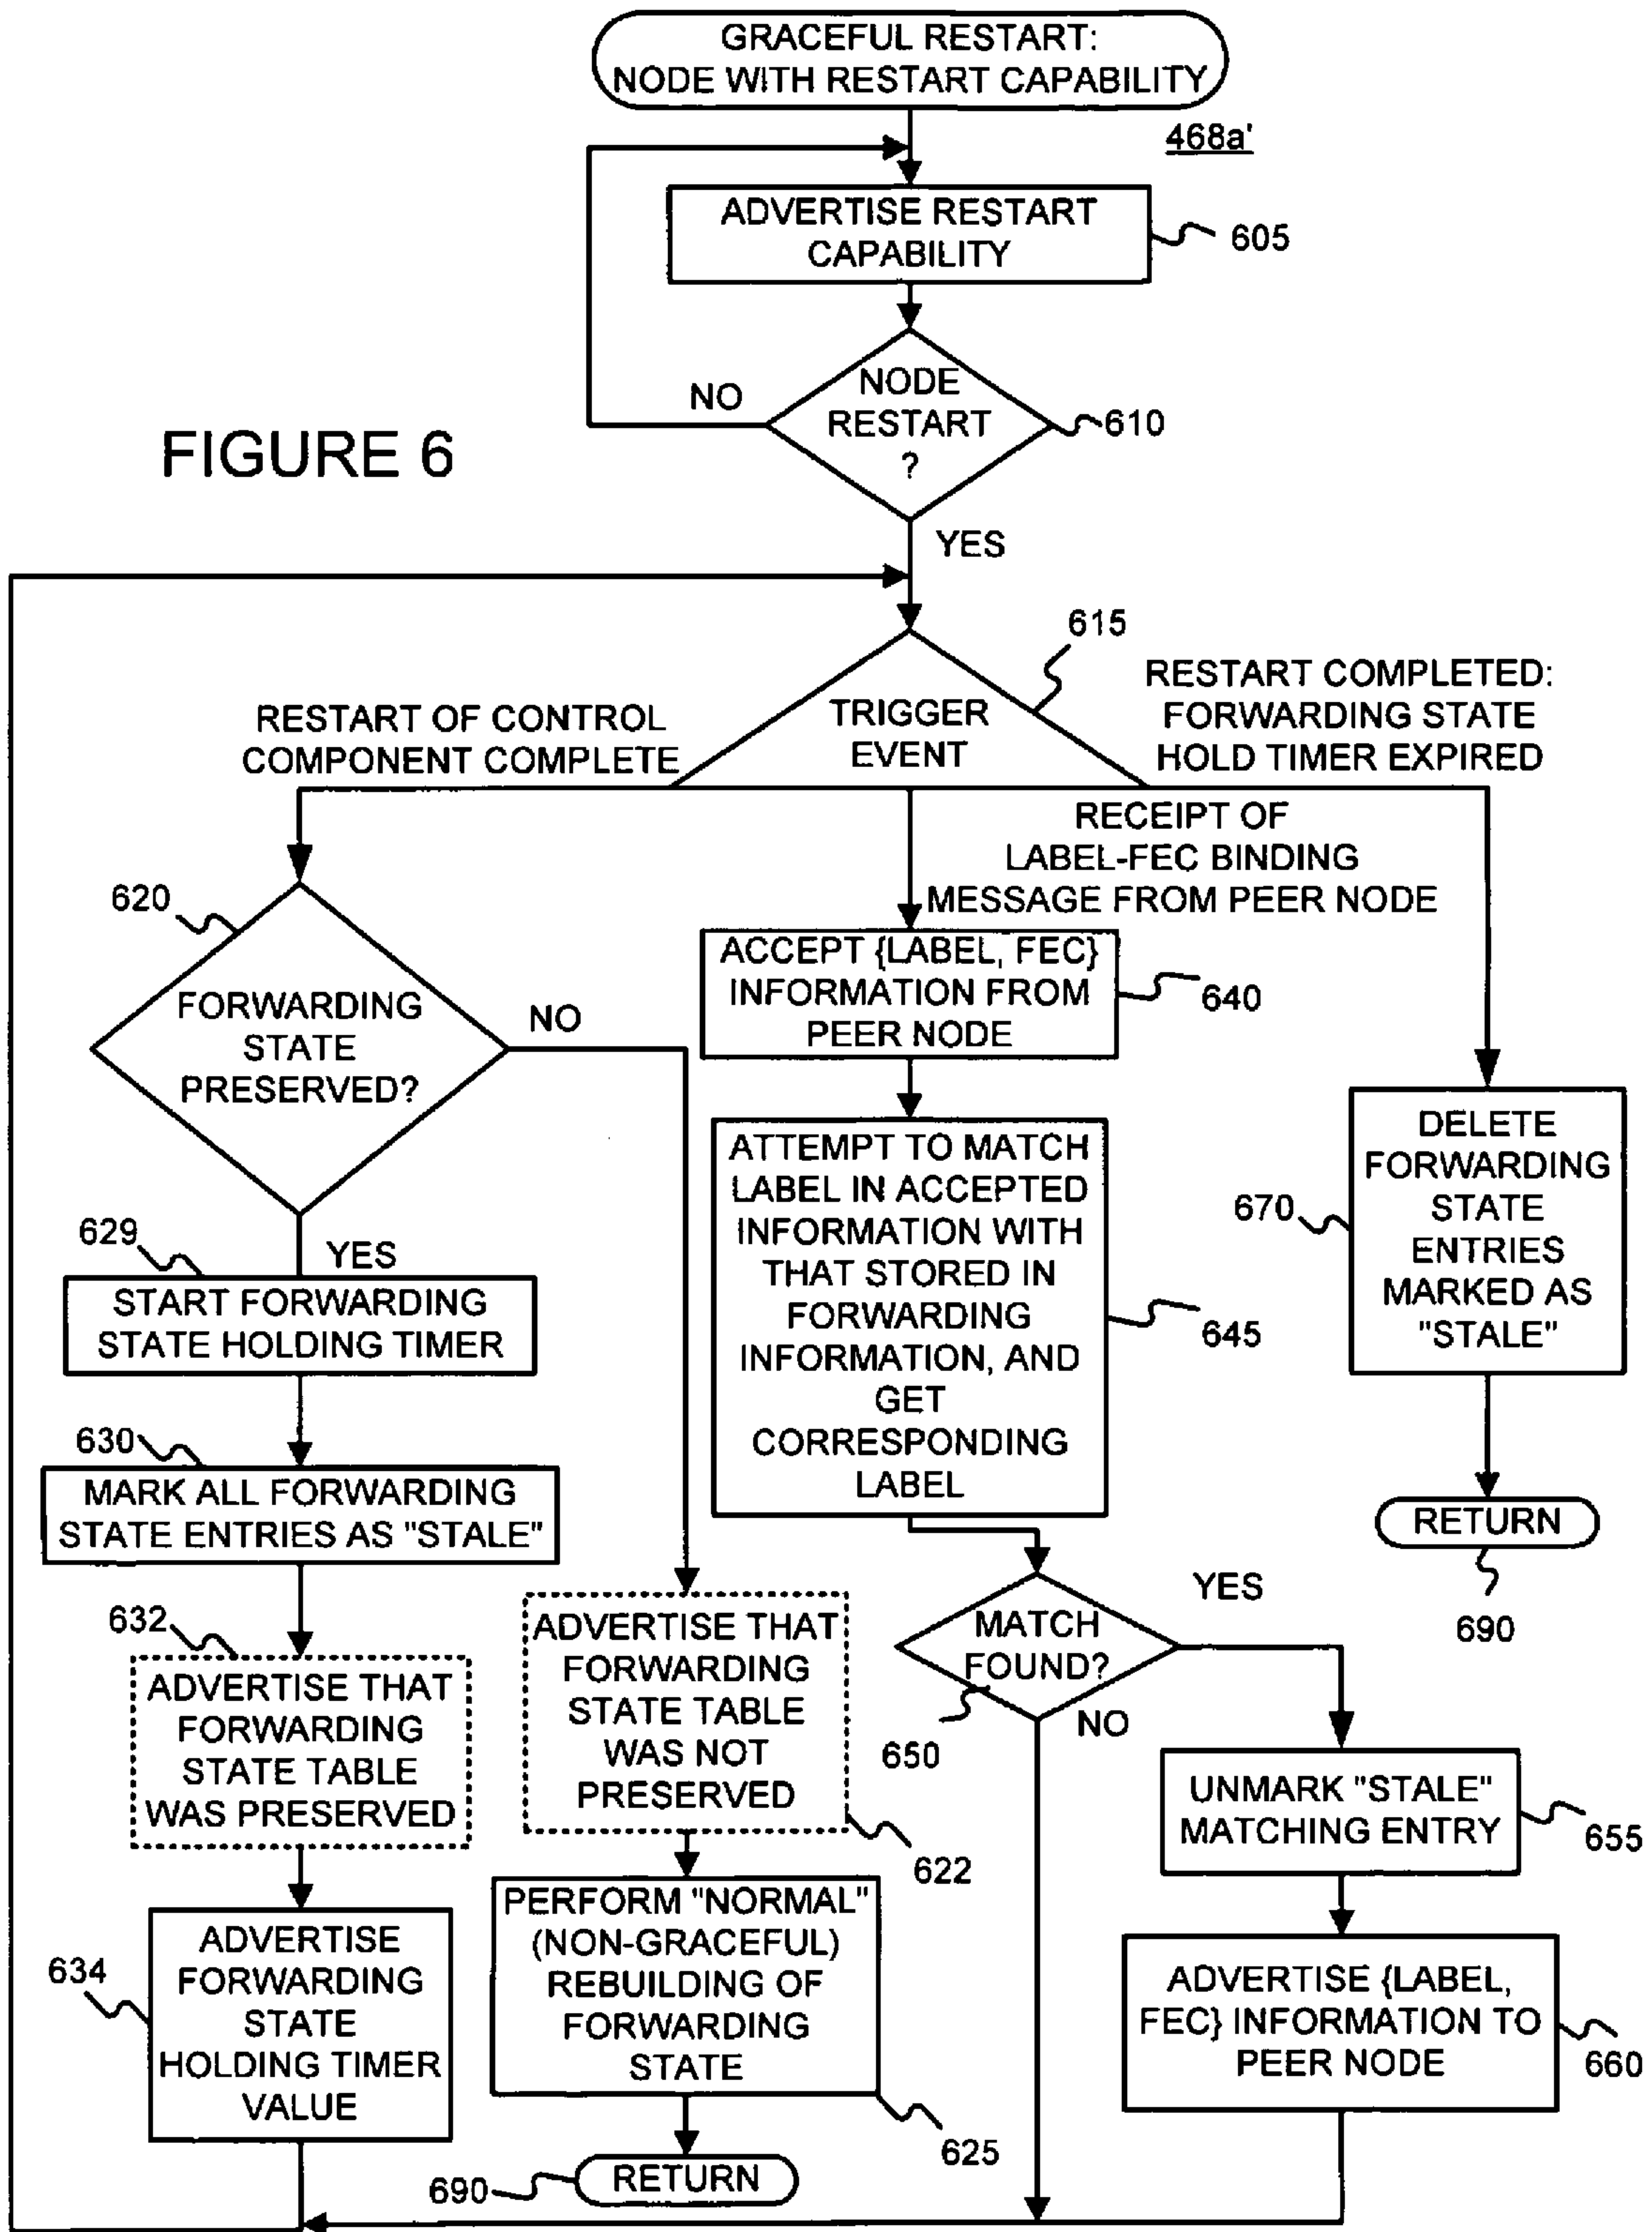 GRACEFUL RESTART:
NODE WITH RESTART CAPABILITY
468a'
ADVERTISE RESTART
CAPABILITY
605
NODE
RESTART
?
NO
610
FIGURE 6
YES
615
TRIGGER
EVENT
RESTART OF CONTROL
COMPONENT COMPLETE
RESTART COMPLETED:
FORWARDING STATE
HOLD TIMER EXPIRED
RECEIPT OF
LABEL-FEC BINDING
MESSAGE FROM PEER NODE
620
FORWARDING
STATE
PRESERVED?
NO
YES
629
START FORWARDING
STATE HOLDING TIMER
630
MARK ALL FORWARDING
STATE ENTRIES AS "STALE"
632
ADVERTISE THAT
FORWARDING
STATE TABLE
WAS PRESERVED
634
ADVERTISE
FORWARDING
STATE
HOLDING TIMER
VALUE
ADVERTISE THAT
FORWARDING
STATE TABLE
WAS NOT
PRESERVED
622
PERFORM "NORMAL"
(NON-GRACEFUL)
REBUILDING OF
FORWARDING
STATE
625
RETURN
690
ACCEPT {LABEL, FEC}
INFORMATION FROM
PEER NODE
640
ATTEMPT TO MATCH
LABEL IN ACCEPTED
INFORMATION WITH
THAT STORED IN
FORWARDING
INFORMATION, AND
GET
CORRESPONDING
LABEL
645
MATCH
FOUND?
650
YES
NO
UNMARK "STALE"
MATCHING ENTRY
655
ADVERTISE {LABEL,
FEC} INFORMATION TO
PEER NODE
660
DELETE
FORWARDING
STATE
ENTRIES
MARKED AS
"STALE"
670
RETURN
690